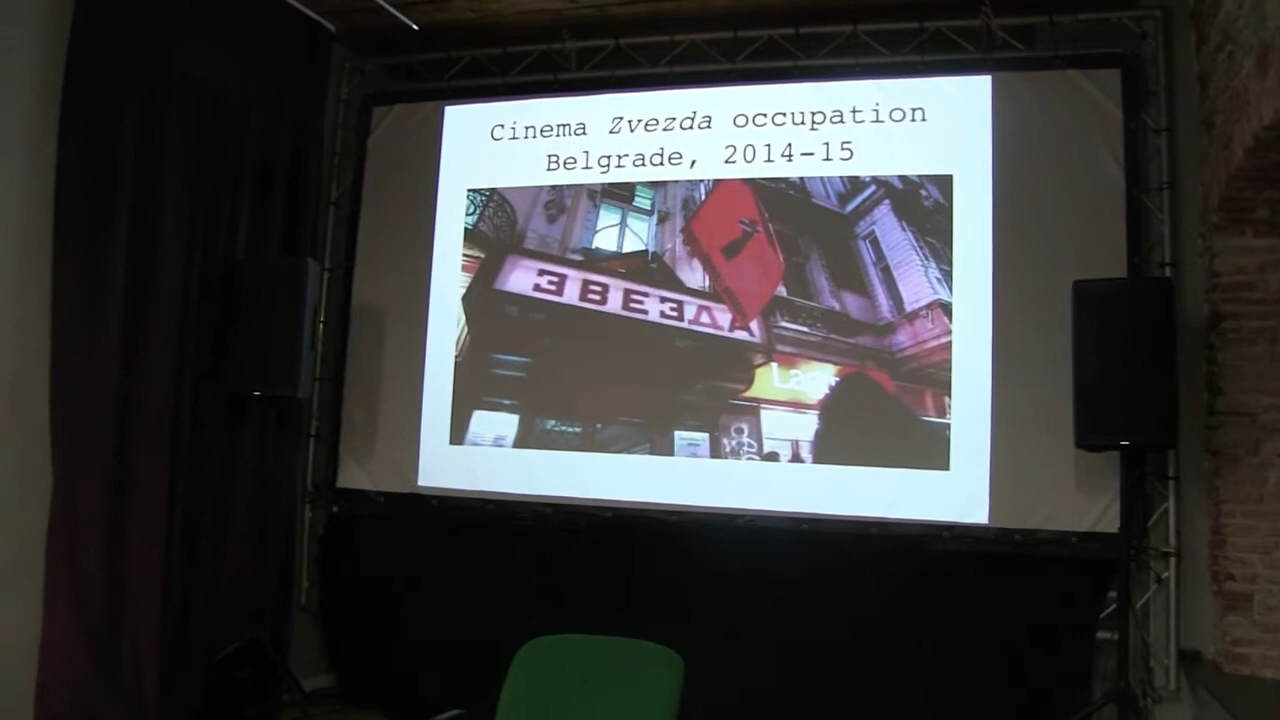 Cinema Zvezda occupation
Belgrade, 2014-15
ЗВЕЗДА